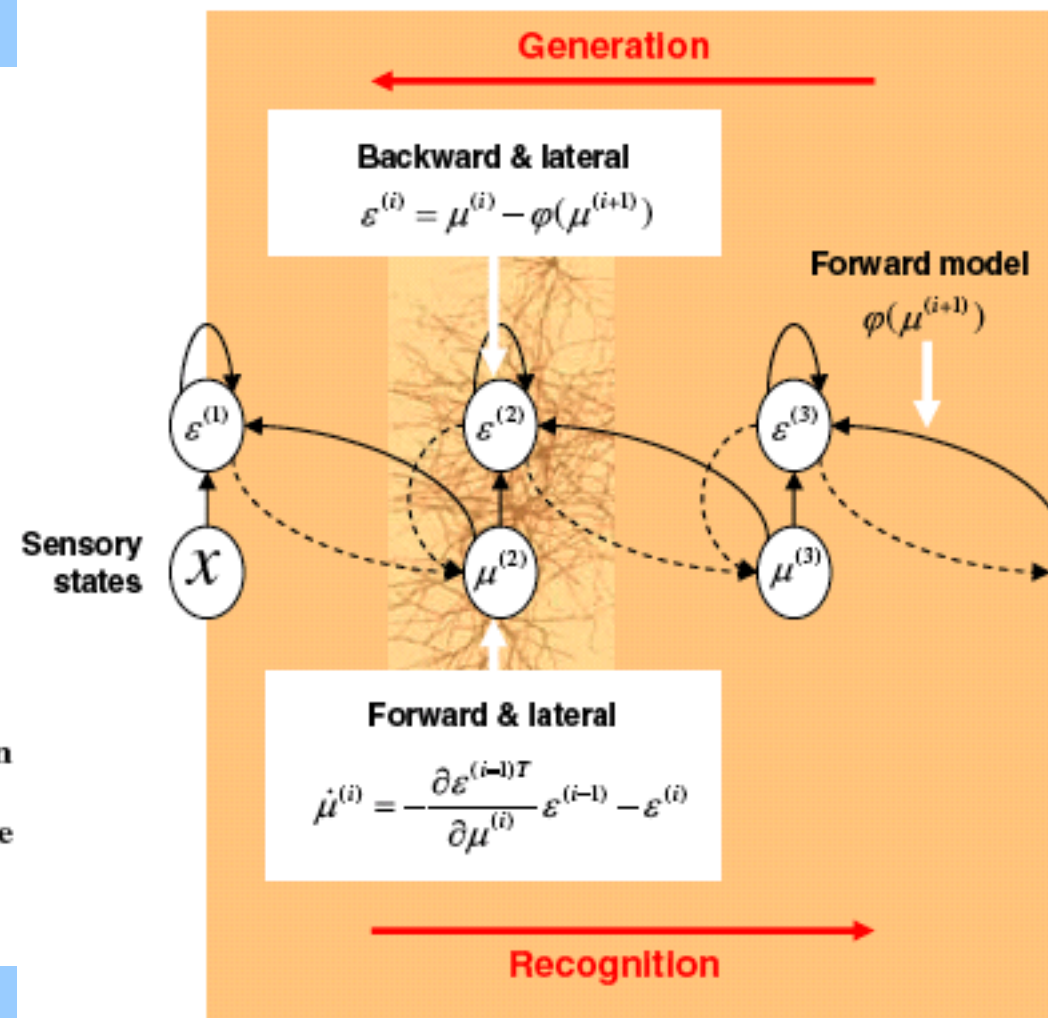 Generation
Backward & lateral
ε^(i) = μ^(i) − φ(μ^(i+1))
Forward model
φ(μ^(i+1))
ε^(1)
ε^(2)
ε^(3)
Sensory
states
x
μ^(2)
μ^(3)
Forward & lateral
μ̇^(i) = −∂ε^(i−1)T/∂μ^(i) ε^(i−1) − ε^(i)
n
e
Recognition